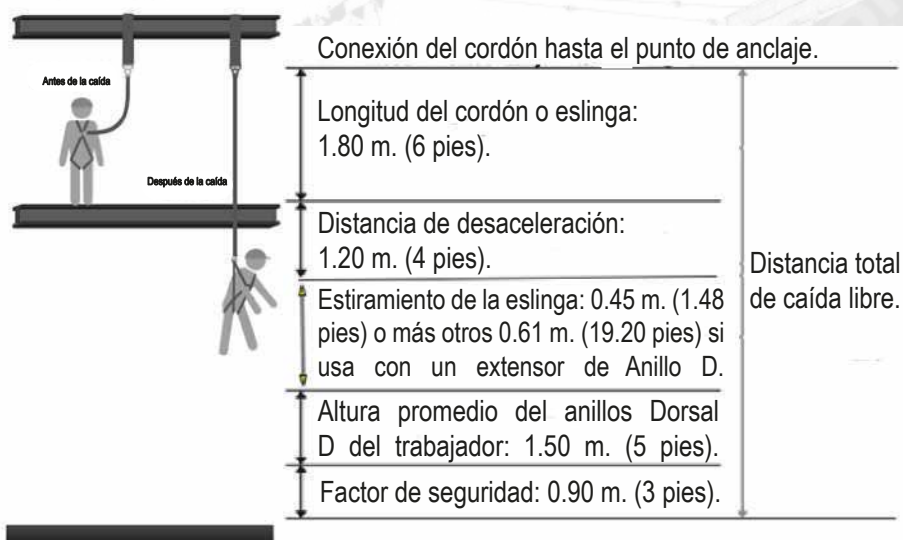 Conexión del cordón hasta el punto de anclaje.
Antes de la caída
Longitud del cordón o eslinga:
1.80 m. (6 pies).
Después de la caída
Distancia de desaceleración:
1.20 m. (4 pies).
Distancia total
de caída libre.
Estiramiento de la eslinga: 0.45 m. (1.48
pies) o más otros 0.61 m. (19.20 pies) si
usa con un extensor de Anillo D.
Altura promedio del anillos Dorsal
D del trabajador: 1.50 m. (5 pies).
Factor de seguridad: 0.90 m. (3 pies).